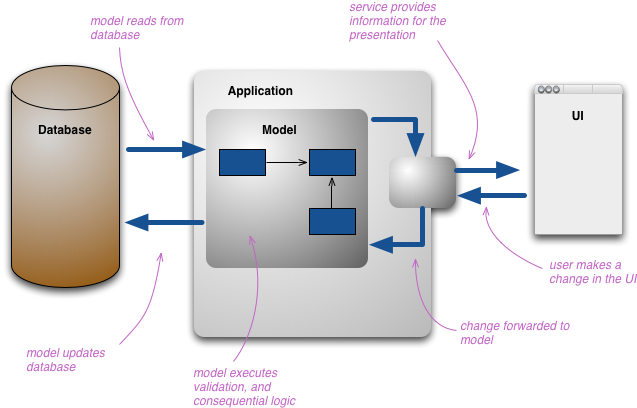 model reads from
database
service provides
information for the
presentation
Application
Database
Model
UI
user makes a
change in the UI
change forwarded to
model
model updates
database
model executes
validation, and
consequential logic